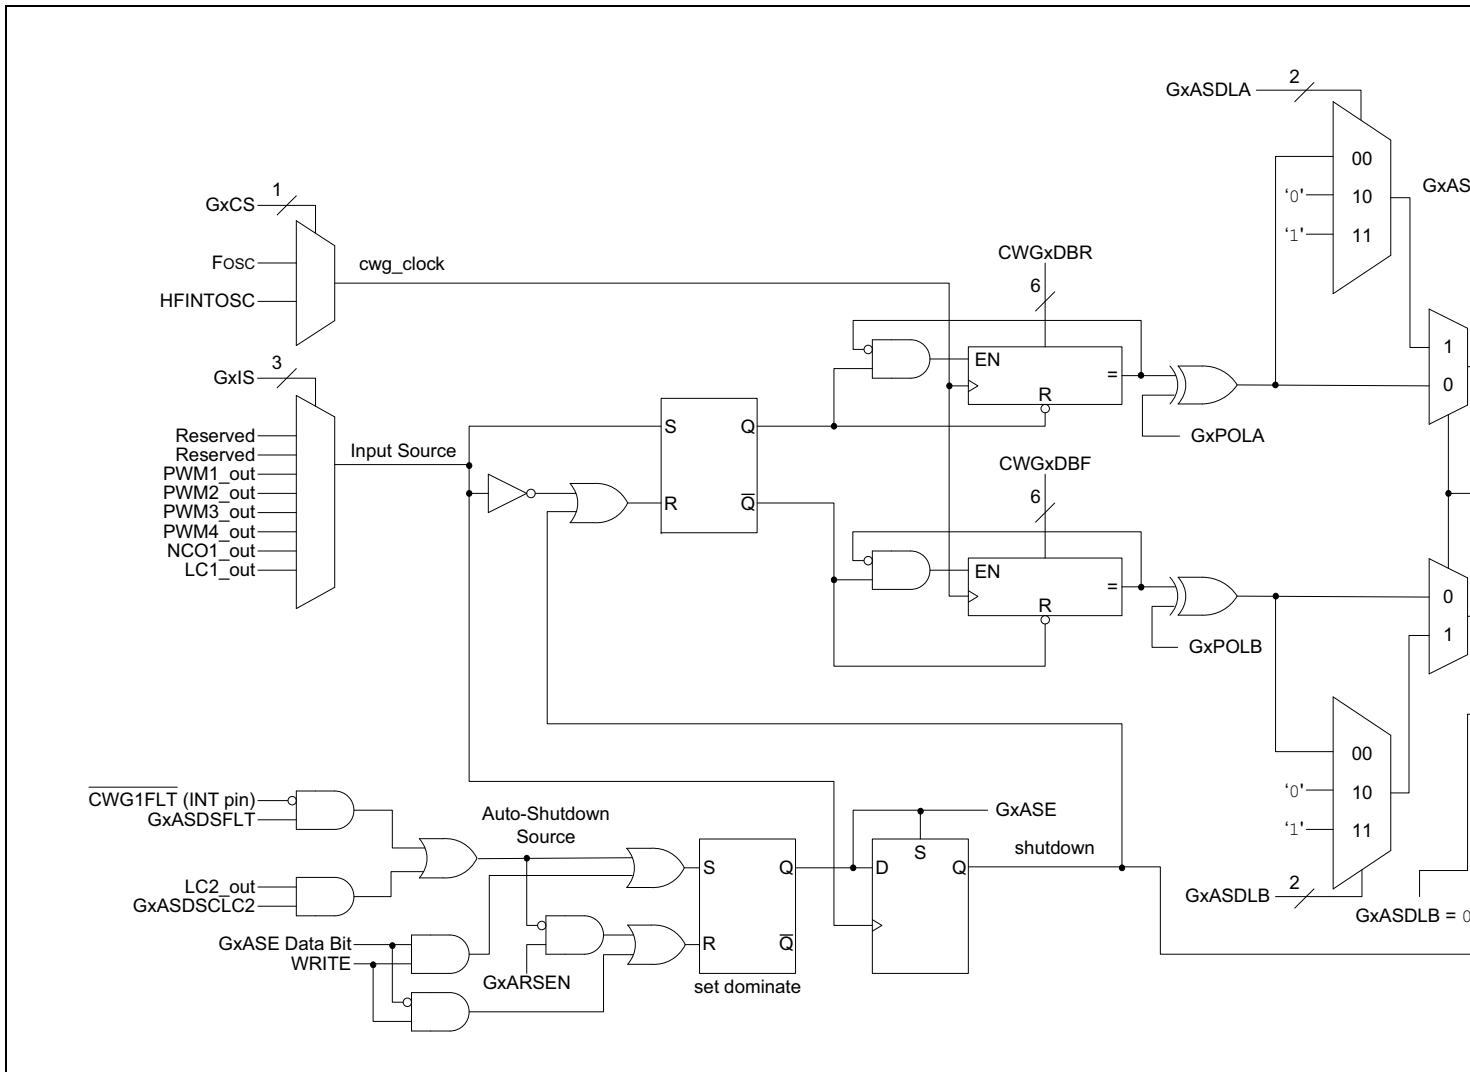 GxASDLA
2
00
'0'
10
'1'
11
GxAS
1
GxCS
FOSC
HFINTOSC
cwg_clock
CWGxDBR
6
EN
=
R
GxPOLA
1
0
3
GxIS
Reserved
Reserved
PWM1_out
PWM2_out
PWM3_out
PWM4_out
NCO1_out
LC1_out
Input Source
S
Q
R
Q̅
CWGxDBF
6
EN
=
R
GxPOLB
0
1
00
'0'
10
'1'
11
2
GxASDLB
GxASDLB = 0
C̅W̅G̅1̅F̅L̅T̅ (INT pin)
GxASDSFLT
LC2_out
GxASDSCLC2
Auto-Shutdown
Source
GxASE Data Bit
WRITE
GxARSEN
S
Q
R
Q̅
set dominate
GxASE
S
D
Q
shutdown